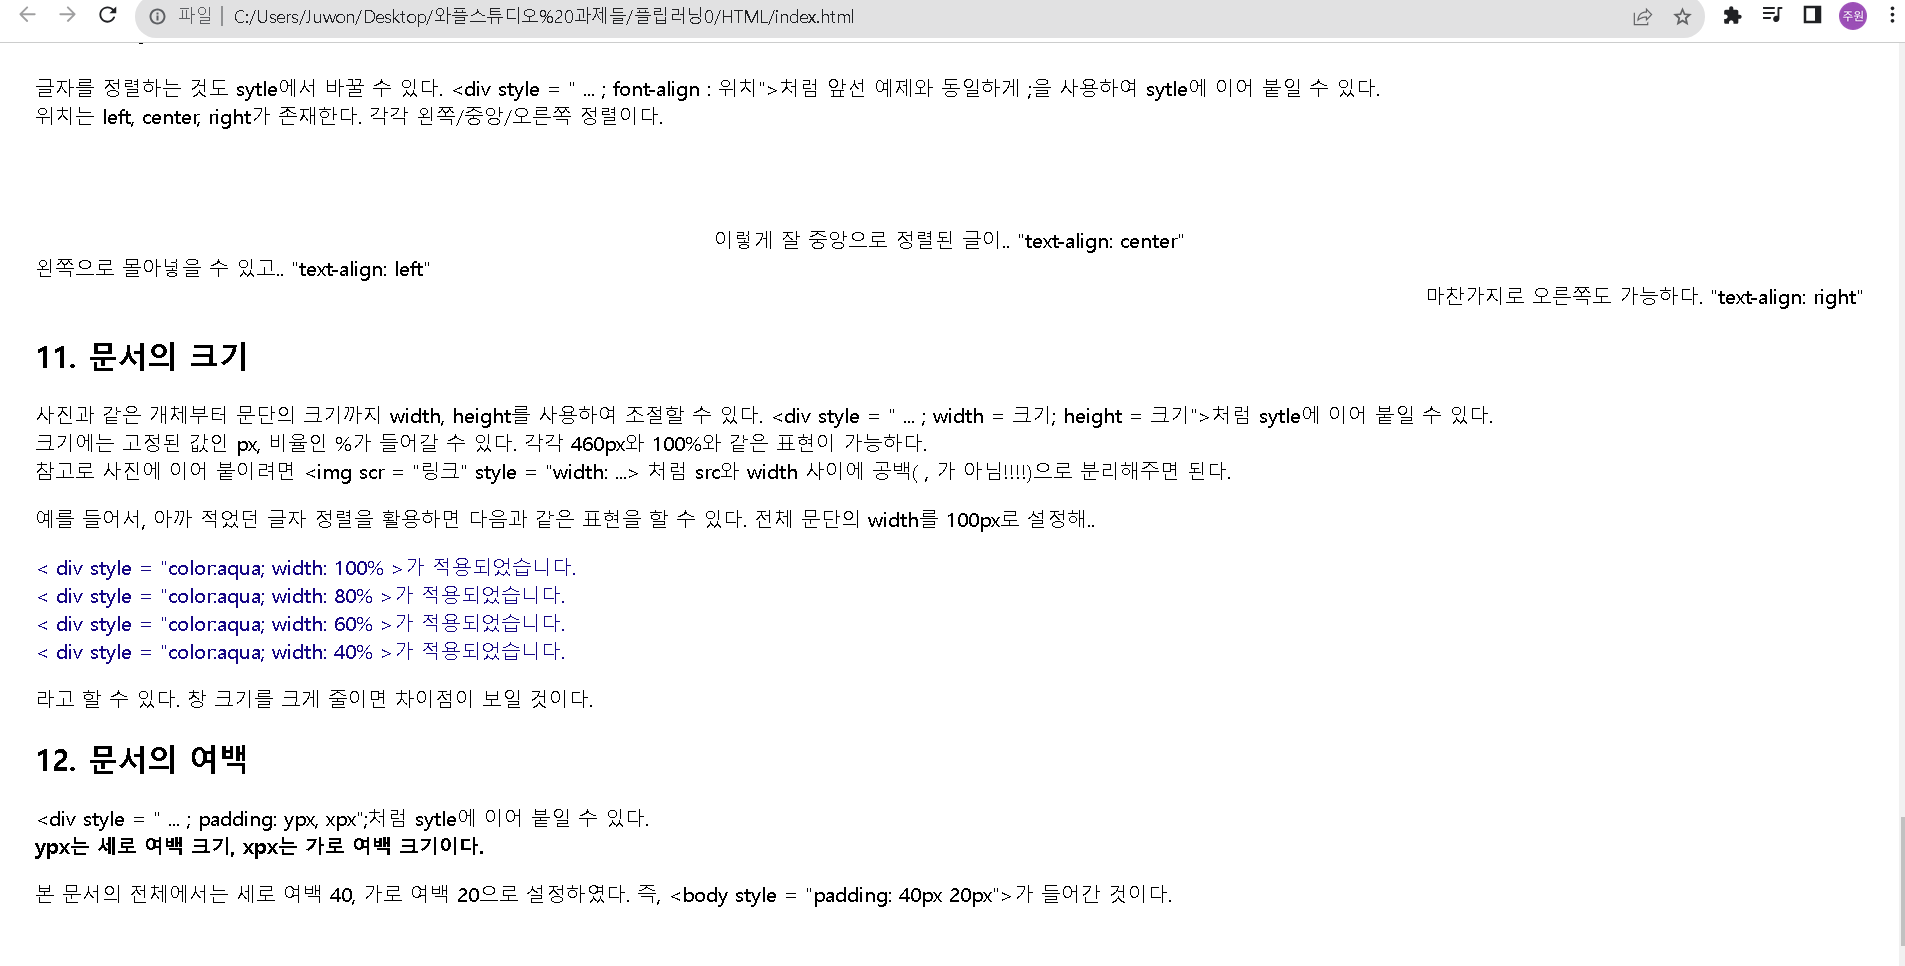 파일 | C:/Users/Juwon/Desktop/와플스튜디오%20과제들/플립러닝0/HTML/index.html
주원
글자를 정렬하는 것도 sytle에서 바꿀 수 있다. <div style = " ... ; font-align : 위치">처럼 앞선 예제와 동일하게 ;을 사용하여 sytle에 이어 붙일 수 있다.
위치는 left, center, right가 존재한다. 각각 왼쪽/중앙/오른쪽 정렬이다.
이렇게 잘 중앙으로 정렬된 글이.. "text-align: center"
왼쪽으로 몰아넣을 수 있고.. "text-align: left"
마찬가지로 오른쪽도 가능하다. "text-align: right"
11. 문서의 크기
사진과 같은 개체부터 문단의 크기까지 width, height를 사용하여 조절할 수 있다. <div style = " ... ; width = 크기; height = 크기">처럼 sytle에 이어 붙일 수 있다.
크기에는 고정된 값인 px, 비율인 %가 들어갈 수 있다. 각각 460px와 100%와 같은 표현이 가능하다.
참고로 사진에 이어 붙이려면 <img scr = "링크" style = "width: ...> 처럼 src와 width 사이에 공백( , 가 아님!!!!)으로 분리해주면 된다.
예를 들어서, 아까 적었던 글자 정렬을 활용하면 다음과 같은 표현을 할 수 있다. 전체 문단의 width를 100px로 설정해..
< div style = "color:aqua; width: 100% >가 적용되었습니다.
< div style = "color:aqua; width: 80% >가 적용되었습니다.
< div style = "color:aqua; width: 60% >가 적용되었습니다.
< div style = "color:aqua; width: 40% >가 적용되었습니다.
라고 할 수 있다. 창 크기를 크게 줄이면 차이점이 보일 것이다.
12. 문서의 여백
<div style = " ... ; padding: ypx, xpx";처럼 sytle에 이어 붙일 수 있다.
ypx는 세로 여백 크기, xpx는 가로 여백 크기이다.
본 문서의 전체에서는 세로 여백 40, 가로 여백 20으로 설정하였다. 즉, <body style = "padding: 40px 20px">가 들어간 것이다.